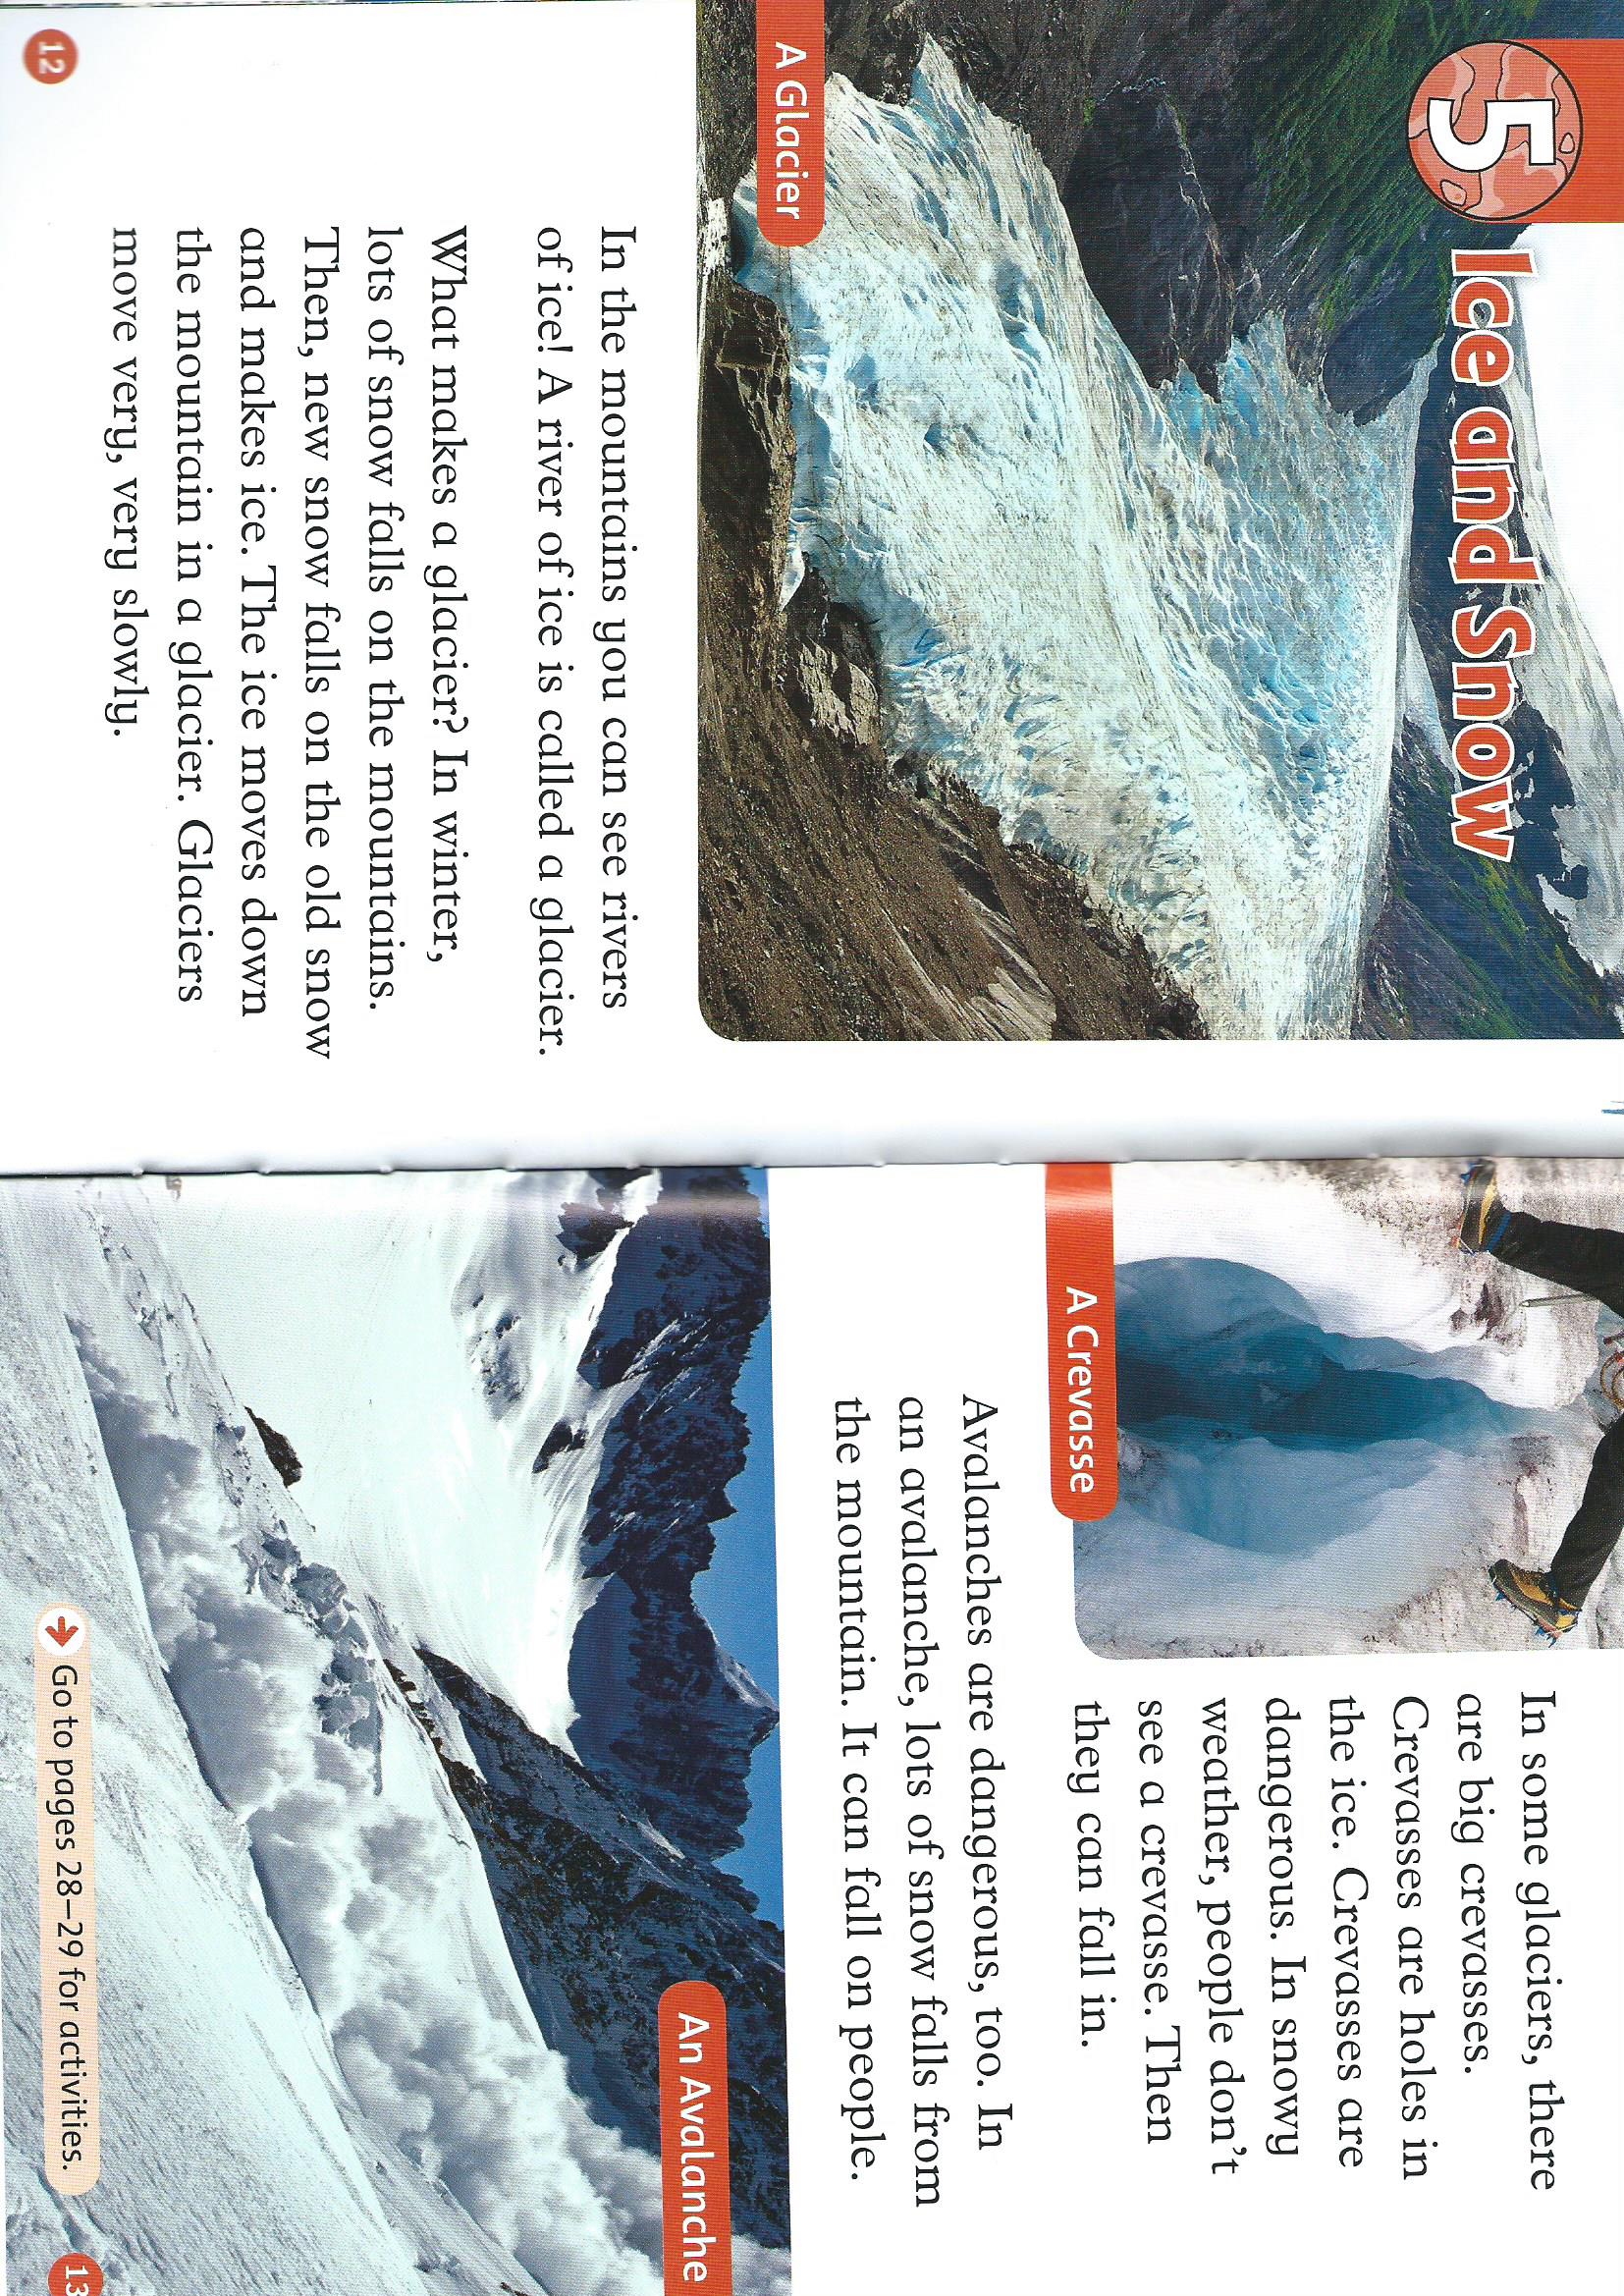 5 Ice and Snow
A Glacier
In the mountains you can see rivers
of ice! A river of ice is called a glacier.
What makes a glacier? In winter,
lots of snow falls on the mountains.
Then, new snow falls on the old snow
and makes ice. The ice moves down
the mountain in a glacier. Glaciers
move very, very slowly.
12
A Crevasse
In some glaciers, there
are big crevasses.
Crevasses are holes in
the ice. Crevasses are
dangerous. In snowy
weather, people don't
see a crevasse. Then
they can fall in.
Avalanches are dangerous, too. In
an avalanche, lots of snow falls from
the mountain. It can fall on people.
An Avalanche
Go to pages 28–29 for activities.
13